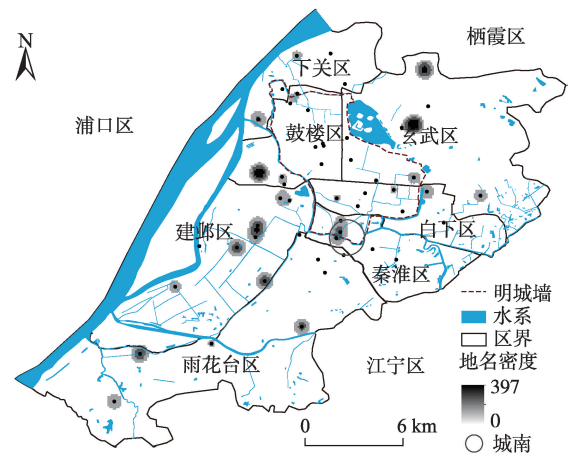 N
栖霞区
下关区
浦口区
鼓楼区
玄武区
建邺区
白下区
秦淮区
雨花台区
江宁区
明城墙
水系
区界
地名密度
397
0
城南
0 6 km